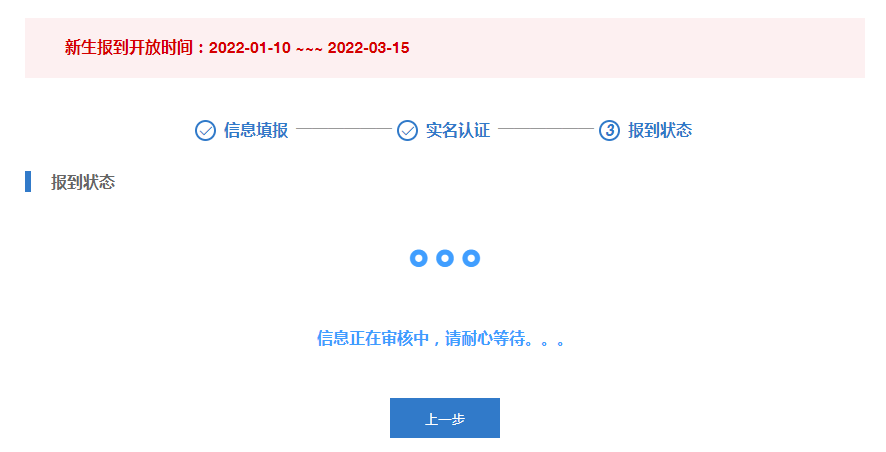 新生报到开放时间：2022-01-10 ~~~ 2022-03-15
信息填报 实名认证 3 报到状态
报到状态
信息正在审核中，请耐心等待。。。
上一步